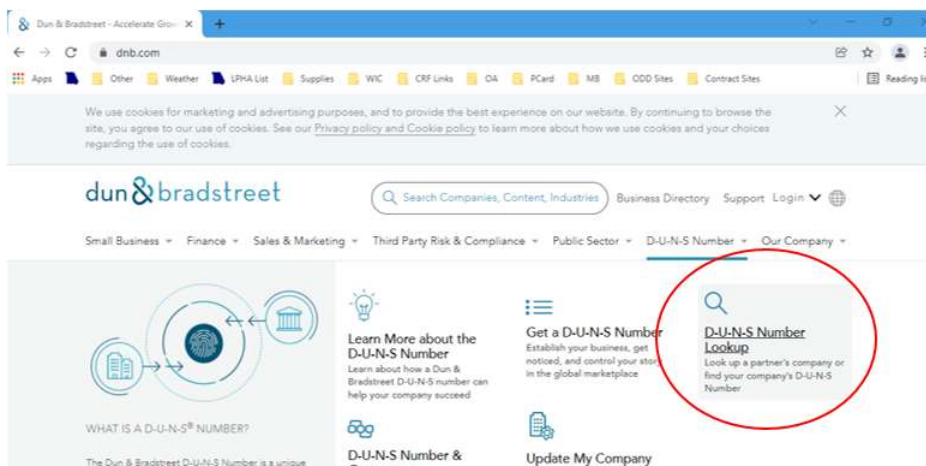 Dun & Bradstreet - Accelerate Grow
dnb.com
Apps Other Weather LPHA List Supplies WIC CRF Links OA PCard MB ODD Sites Contract Sites Reading lis
We use cookies for marketing and advertising purposes, and to provide the best experience on our website. By continuing to browse the
site, you agree to our use of cookies. See our Privacy policy and Cookie policy to learn more about how we use cookies and your choices
regarding the use of cookies.
dun & bradstreet
Search Companies, Content, Industries
Business Directory Support Login
Small Business Finance Sales & Marketing Third Party Risk & Compliance Public Sector D-U-N-S Number Our Company
Learn More about the
D-U-N-S Number
Learn about how a Dun &
Bradstreet D-U-N-S number can
help your company succeed
Get a D-U-N-S Number
Establish your business, get
noticed, and control your story
in the global marketplace
D-U-N-S Number
Lookup
Look up a partner's company or
find your company's D-U-N-S
Number
WHAT IS A D-U-N-S® NUMBER?
The Dun & Bradstreet D-U-N-S Number is a unique
D-U-N-S Number &
Update My Company